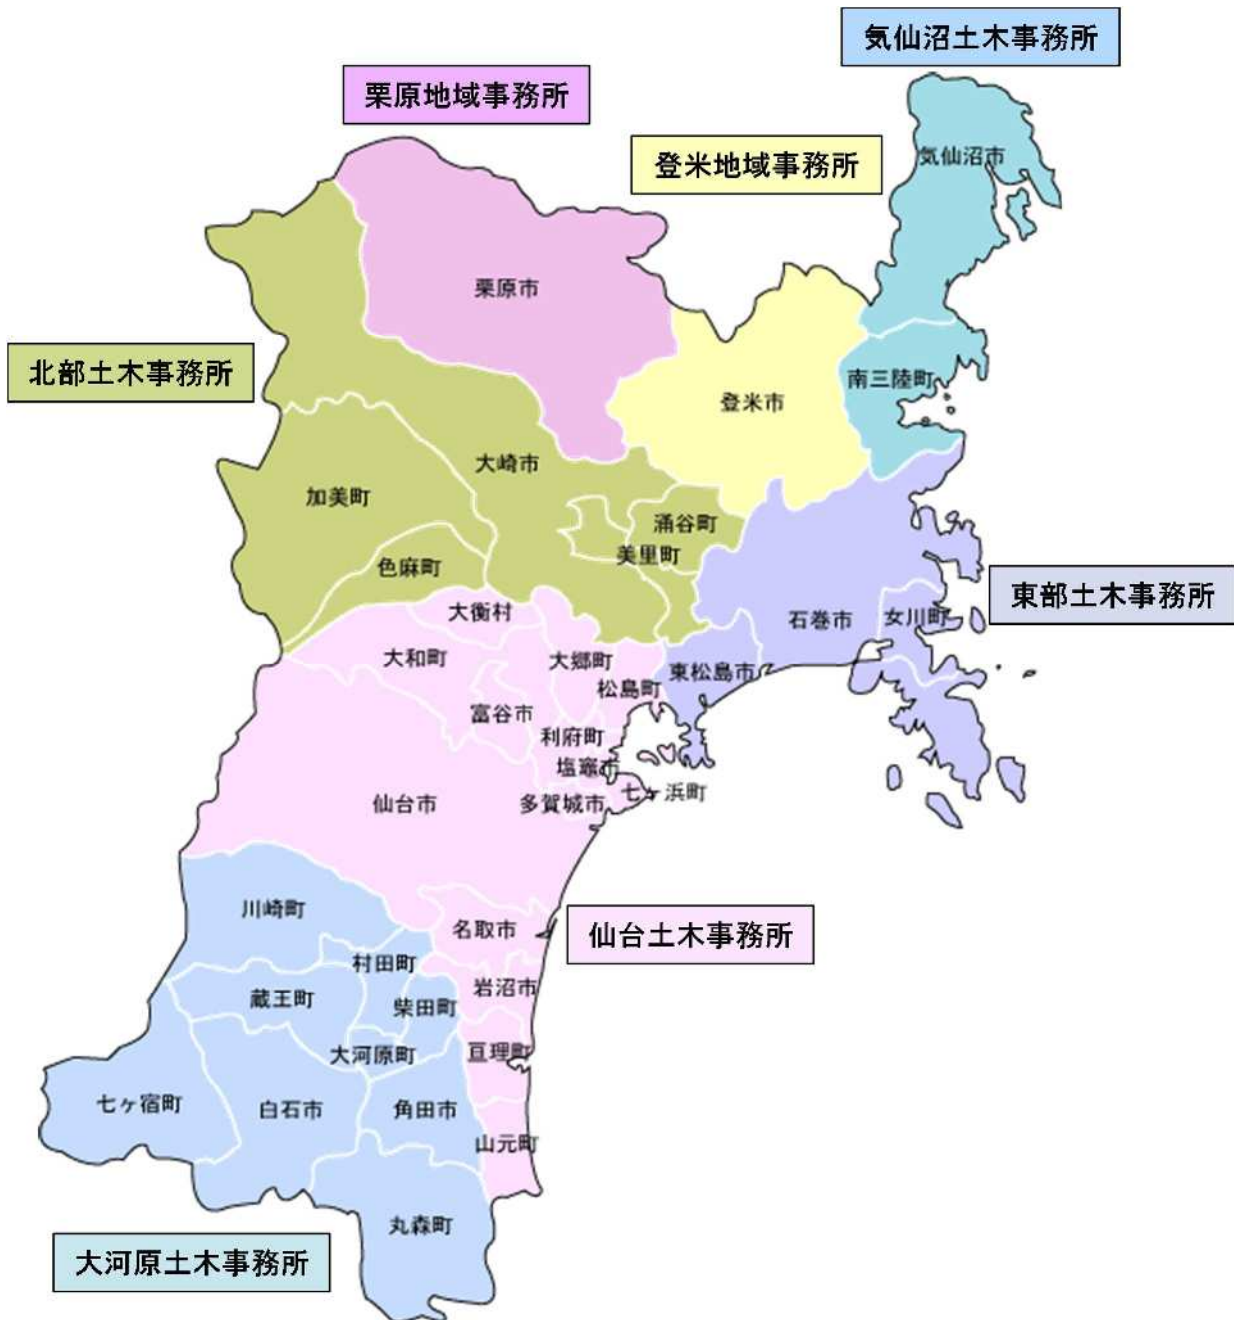 気仙沼土木事務所
栗原地域事務所
登米地域事務所
気仙沼市
栗原市
北部土木事務所
南三陸町
登米市
大崎市
加美町
涌谷町
美里町
色麻町
東部土木事務所
大衡村
石巻市
女川町
大和町
大郷町
東松島市
松島町
富谷市
利府町
塩竈市
七ヶ浜町
仙台市
多賀城市
川崎町
名取市
仙台土木事務所
村田町
岩沼市
蔵王町
柴田町
大河原町
亘理町
七ヶ宿町
白石市
角田市
山元町
丸森町
大河原土木事務所